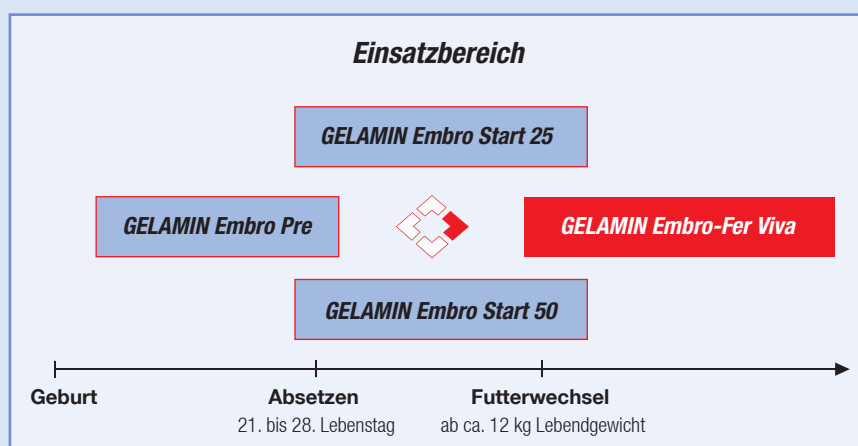 Einsatzbereich
GELAMIN Embro Start 25
GELAMIN Embro Pre
GELAMIN Embro-Fer Viva
GELAMIN Embro Start 50
Geburt
Absetzen
Futterwechsel
21. bis 28. Lebenstag
ab ca. 12 kg Lebendgewicht